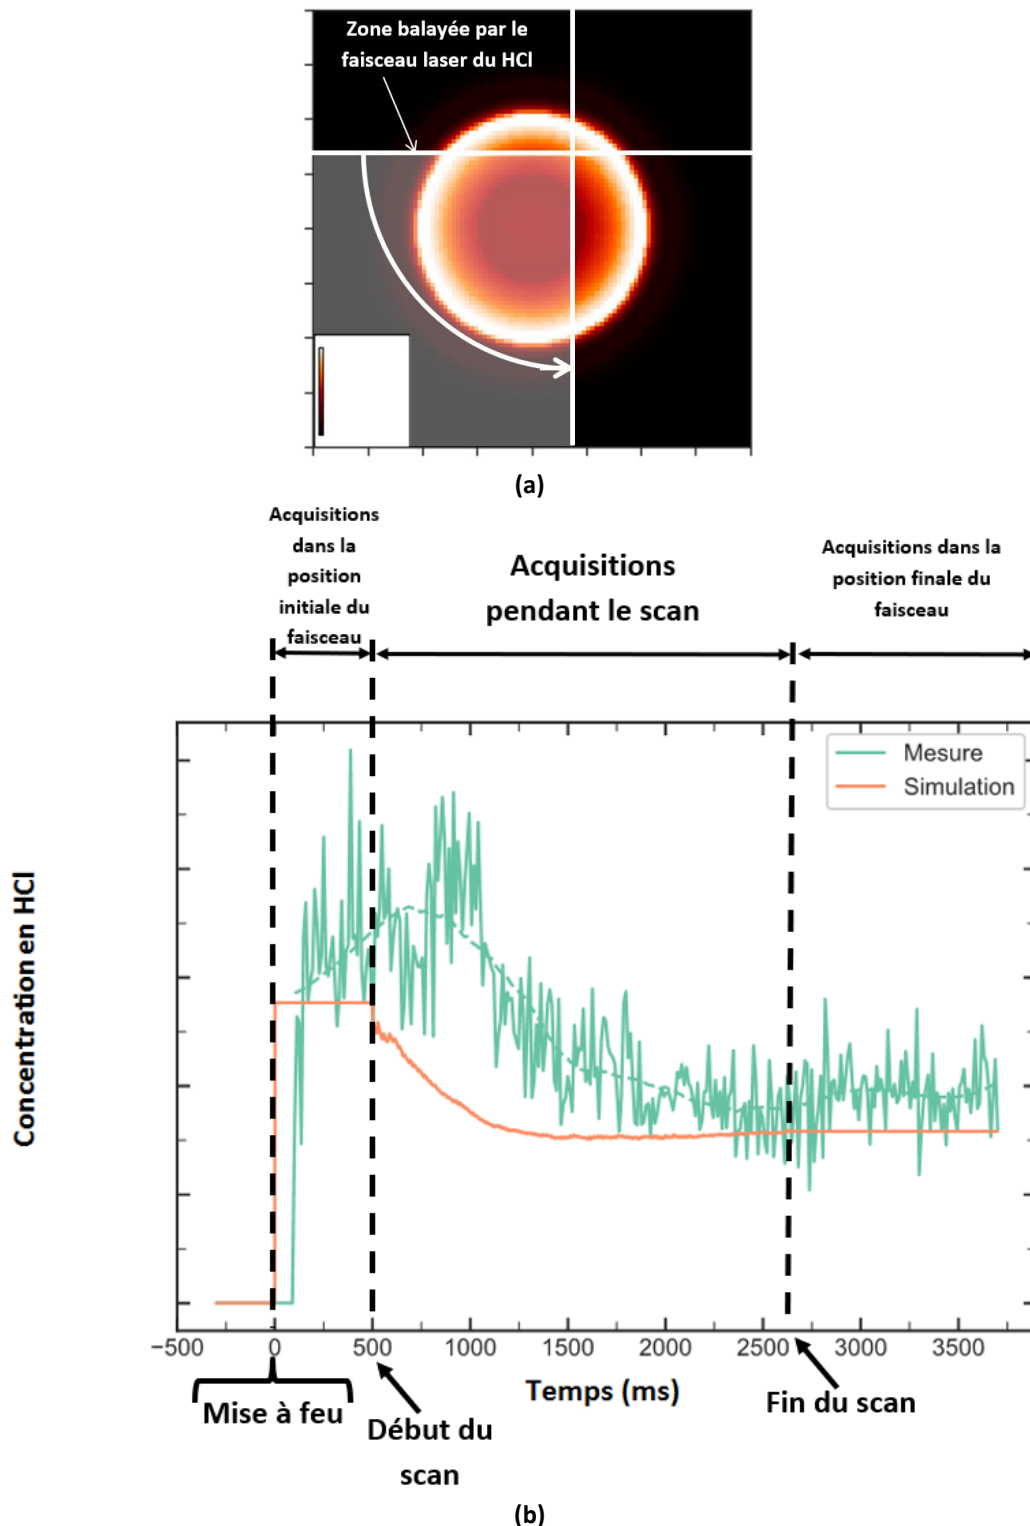 Zone balayée par le
faisceau laser du HCl
(a)
Acquisitions
dans la
position
initiale du
faisceau
Acquisitions
pendant le scan
Acquisitions dans la
position finale du
faisceau
Mesure
Simulation
Concentration en HCl
−500 0 500 1000 1500 2000 2500 3000 3500
Temps (ms)
Mise à feu
Début du
scan
Fin du scan
(b)